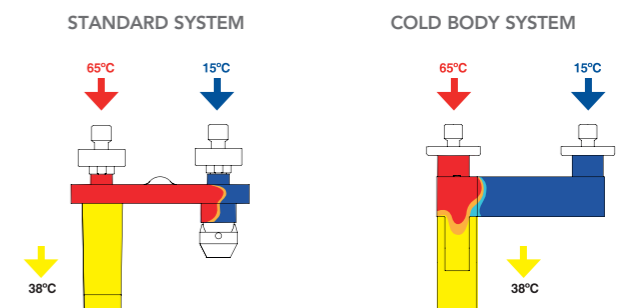 STANDARD SYSTEM
65ºC
15ºC
38ºC
COLD BODY SYSTEM
65ºC
15ºC
38ºC